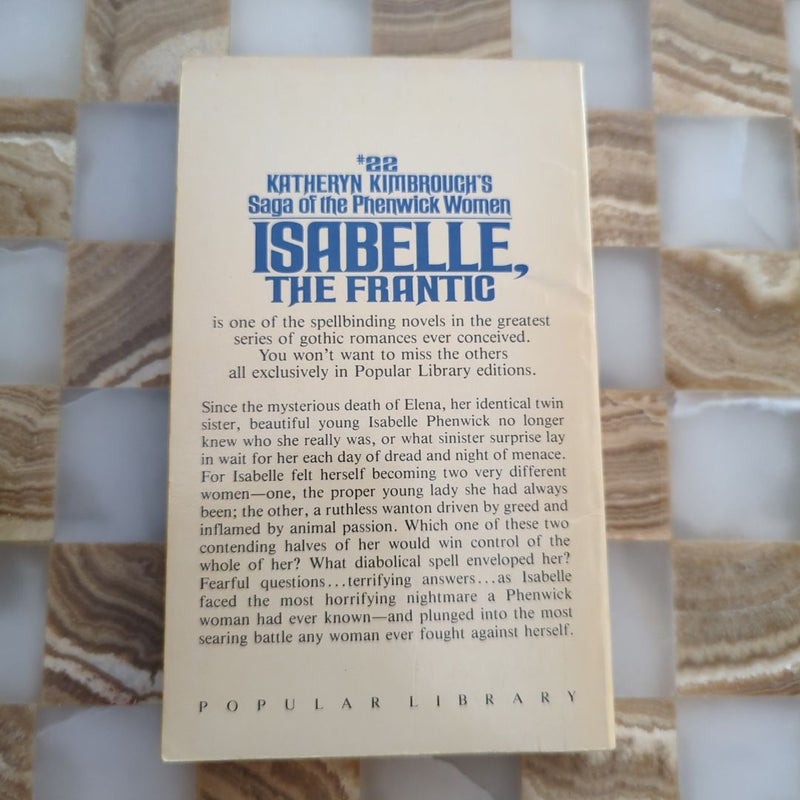 #22
KATHERYN KIMBROUGH'S
Saga of the Phenwick Women
ISABELLE,
THE FRANTIC
is one of the spellbinding novels in the greatest
series of gothic romances ever conceived.
You won't want to miss the others
all exclusively in Popular Library editions.
Since the mysterious death of Elena, her identical twin
sister, beautiful young Isabelle Phenwick no longer
knew who she really was, or what sinister surprise lay
in wait for her each day of dread and night of menace.
For Isabelle felt herself becoming two very different
women—one, the proper young lady she had always
been; the other, a ruthless wanton driven by greed and
inflamed by animal passion. Which one of these two
contending halves of her would win control of the
whole of her? What diabolical spell enveloped her?
Fearful questions...terrifying answers...as Isabelle
faced the most horrifying nightmare a Phenwick
woman had ever known—and plunged into the most
searing battle any woman ever fought against herself.
POPULAR LIBRARY